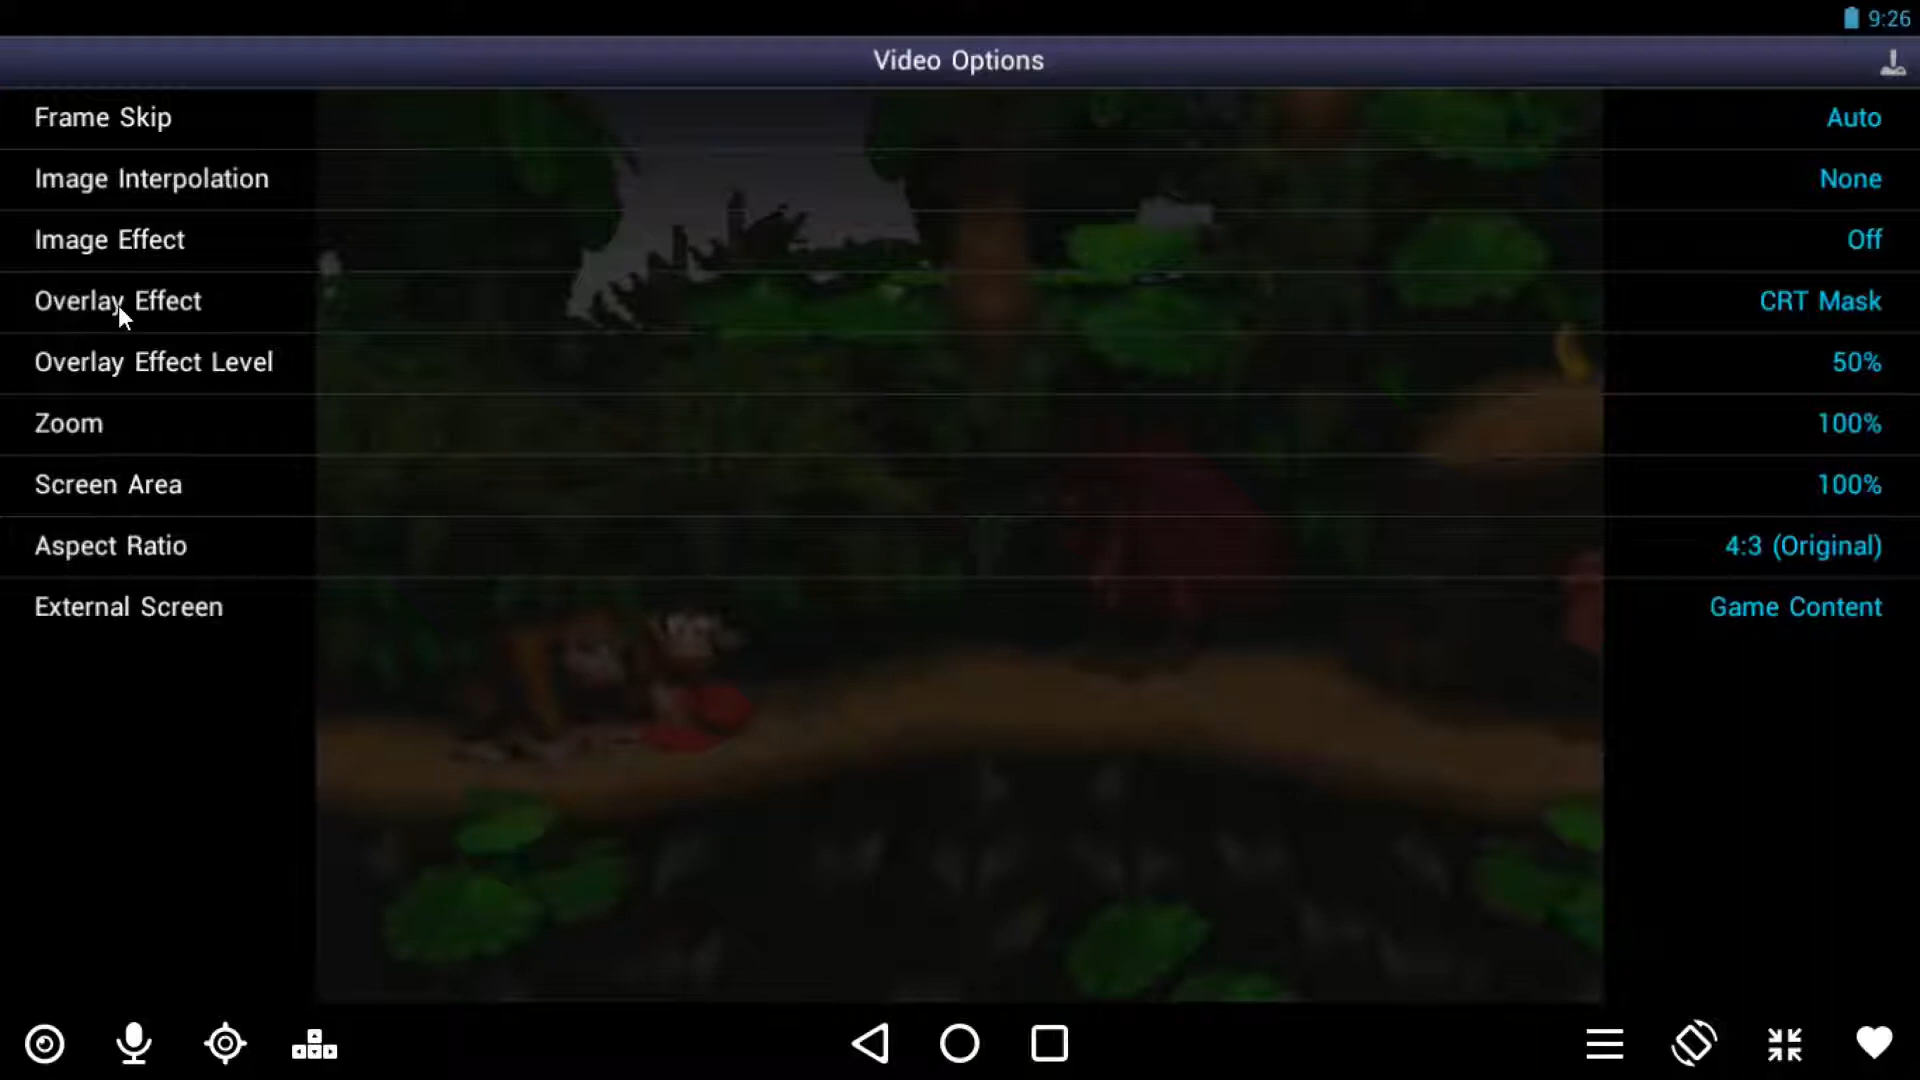 9:26
Video Options
Frame Skip Auto
Image Interpolation None
Image Effect Off
Overlay Effect CRT Mask
Overlay Effect Level 50%
Zoom 100%
Screen Area 100%
Aspect Ratio 4:3 (Original)
External Screen Game Content